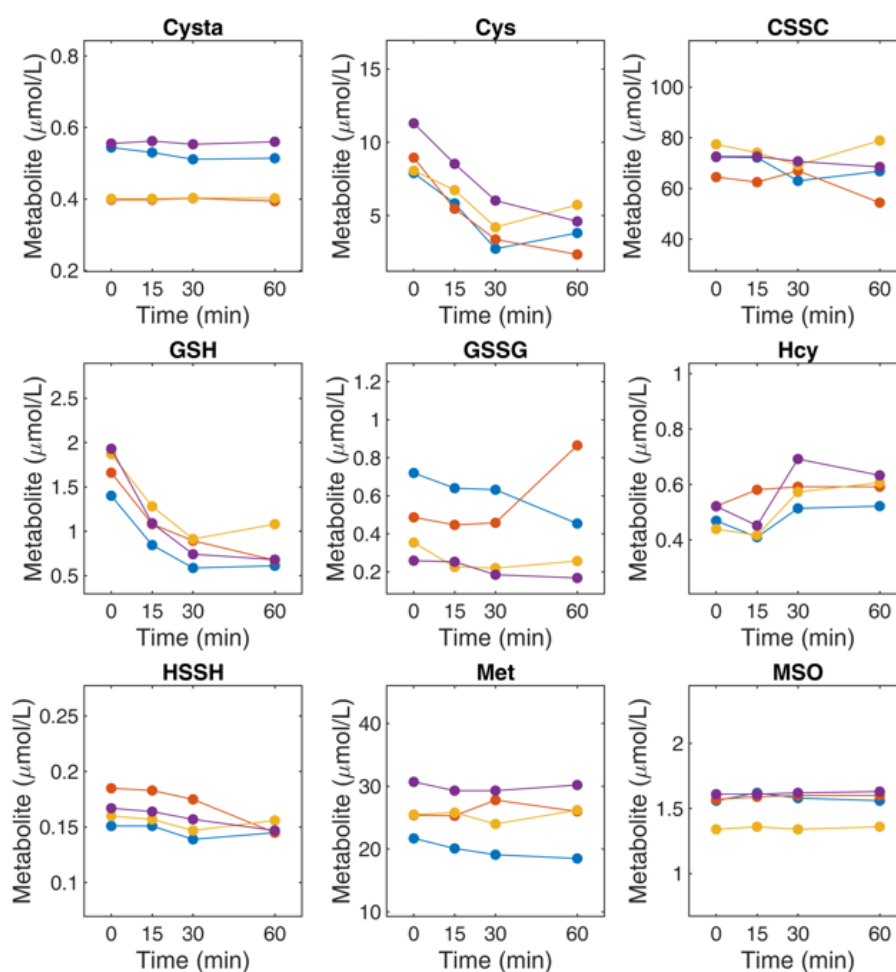 Cysta
Metabolite (μmol/L)
0.8
0.6
0.4
0.2
0 15 30 60
Time (min)
Cys
Metabolite (μmol/L)
15
10
5
0 15 30 60
Time (min)
CSSC
Metabolite (μmol/L)
100
80
60
40
0 15 30 60
Time (min)
GSH
Metabolite (μmol/L)
2.5
2
1.5
1
0.5
0 15 30 60
Time (min)
GSSG
Metabolite (μmol/L)
1.2
1
0.8
0.6
0.4
0.2
0 15 30 60
Time (min)
Hcy
Metabolite (μmol/L)
1
0.8
0.6
0.4
0 15 30 60
Time (min)
HSSH
Metabolite (μmol/L)
0.25
0.2
0.15
0.1
0 15 30 60
Time (min)
Met
Metabolite (μmol/L)
40
30
20
10
0 15 30 60
Time (min)
MSO
Metabolite (μmol/L)
2
1.5
1
0 15 30 60
Time (min)